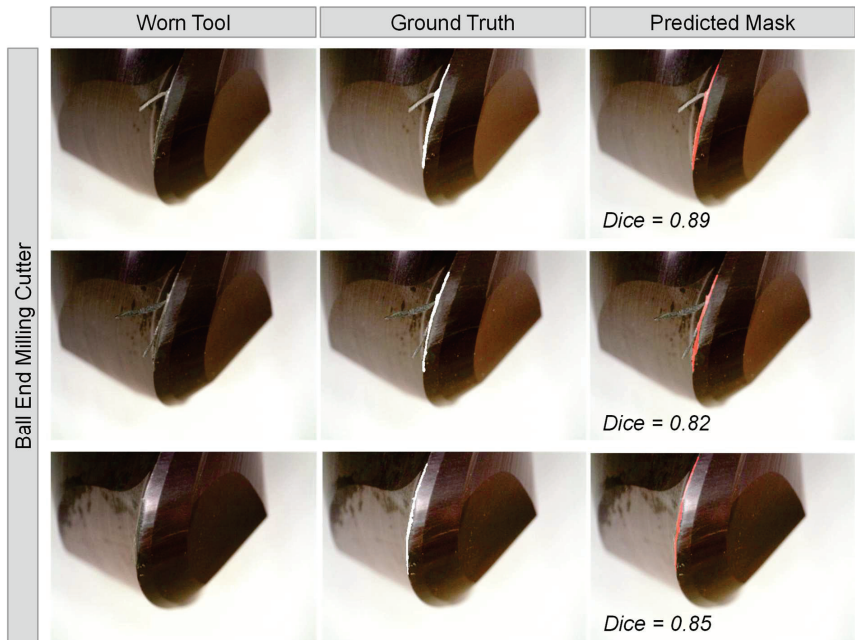 Worn Tool
Ground Truth
Predicted Mask
Ball End Milling Cutter
Dice = 0.89
Dice = 0.82
Dice = 0.85